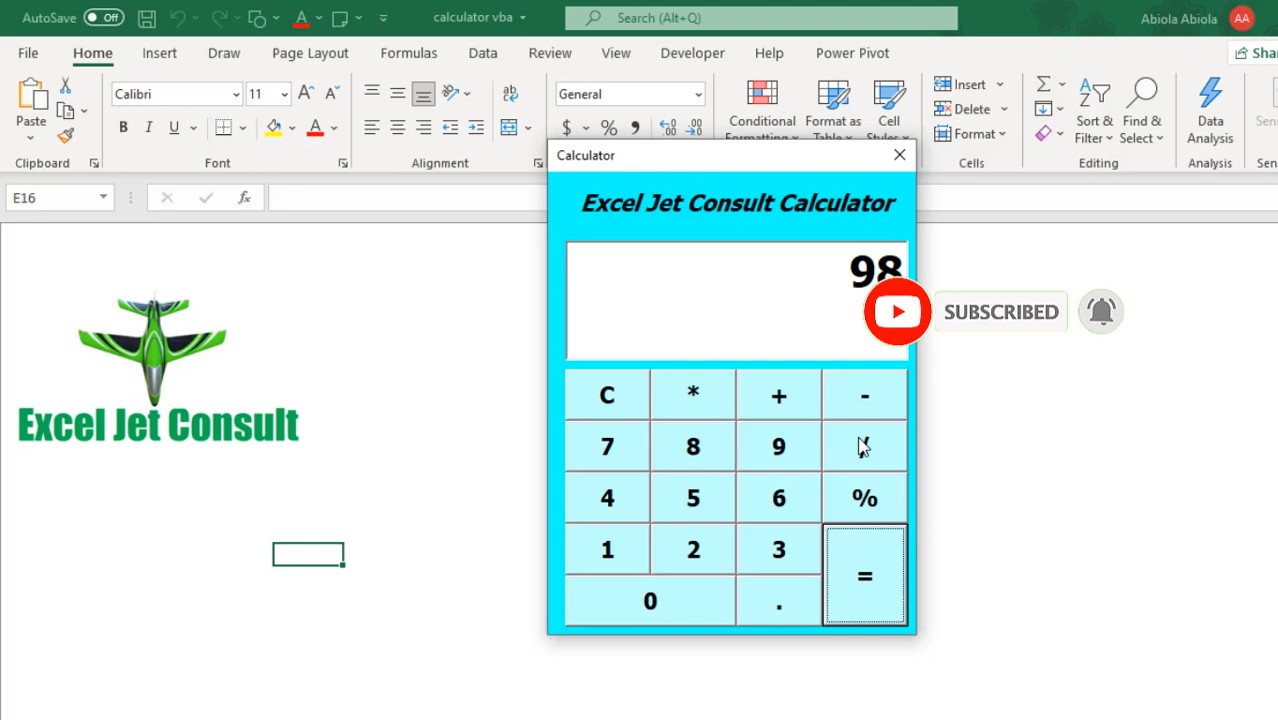 AutoSave Off
calculator vba
Search (Alt+Q)
Abiola Abiola AA
File Home Insert Draw Page Layout Formulas Data Review View Developer Help Power Pivot
Calibri 11
General
Insert
Delete
Format
Paste
B I U
$ % ,
Conditional
Formatting
Format as
Table
Cell
Styles
Sort &
Filter
Find &
Select
Data
Analysis
Clipboard Font Alignment Cells Editing Analysis
E16
fx
Calculator
Excel Jet Consult Calculator
98
SUBSCRIBED
Excel Jet Consult
C * + -
7 8 9
4 5 6 %
1 2 3 =
0 .